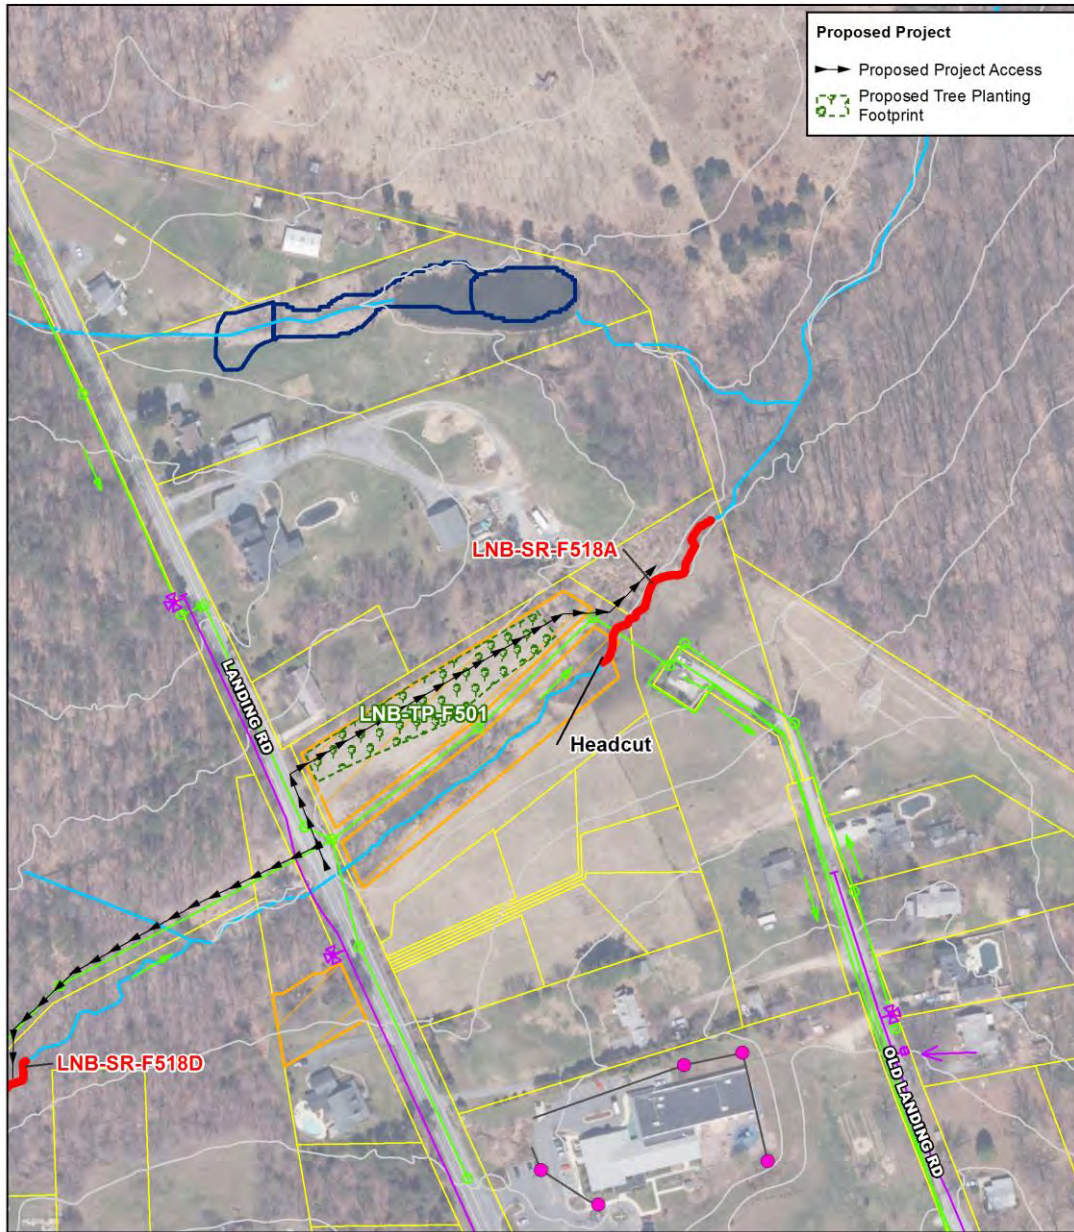 Proposed Project
Proposed Project Access
Proposed Tree Planting
Footprint
LNB-SR-F518A
LANDING RD
LNB-TP-F501
Headcut
LNB-SR-F518D
OLD LANDING RD